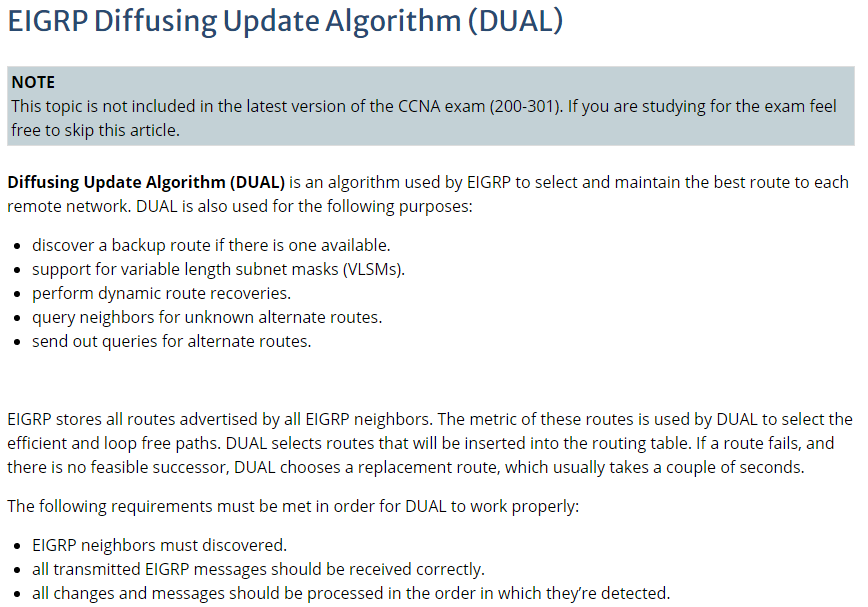 EIGRP Diffusing Update Algorithm (DUAL)
NOTE
This topic is not included in the latest version of the CCNA exam (200-301). If you are studying for the exam feel
free to skip this article.
Diffusing Update Algorithm (DUAL) is an algorithm used by EIGRP to select and maintain the best route to each
remote network. DUAL is also used for the following purposes:
• discover a backup route if there is one available.
• support for variable length subnet masks (VLSMs).
• perform dynamic route recoveries.
• query neighbors for unknown alternate routes.
• send out queries for alternate routes.
EIGRP stores all routes advertised by all EIGRP neighbors. The metric of these routes is used by DUAL to select the
efficient and loop free paths. DUAL selects routes that will be inserted into the routing table. If a route fails, and
there is no feasible successor, DUAL chooses a replacement route, which usually takes a couple of seconds.
The following requirements must be met in order for DUAL to work properly:
• EIGRP neighbors must discovered.
• all transmitted EIGRP messages should be received correctly.
• all changes and messages should be processed in the order in which they’re detected.